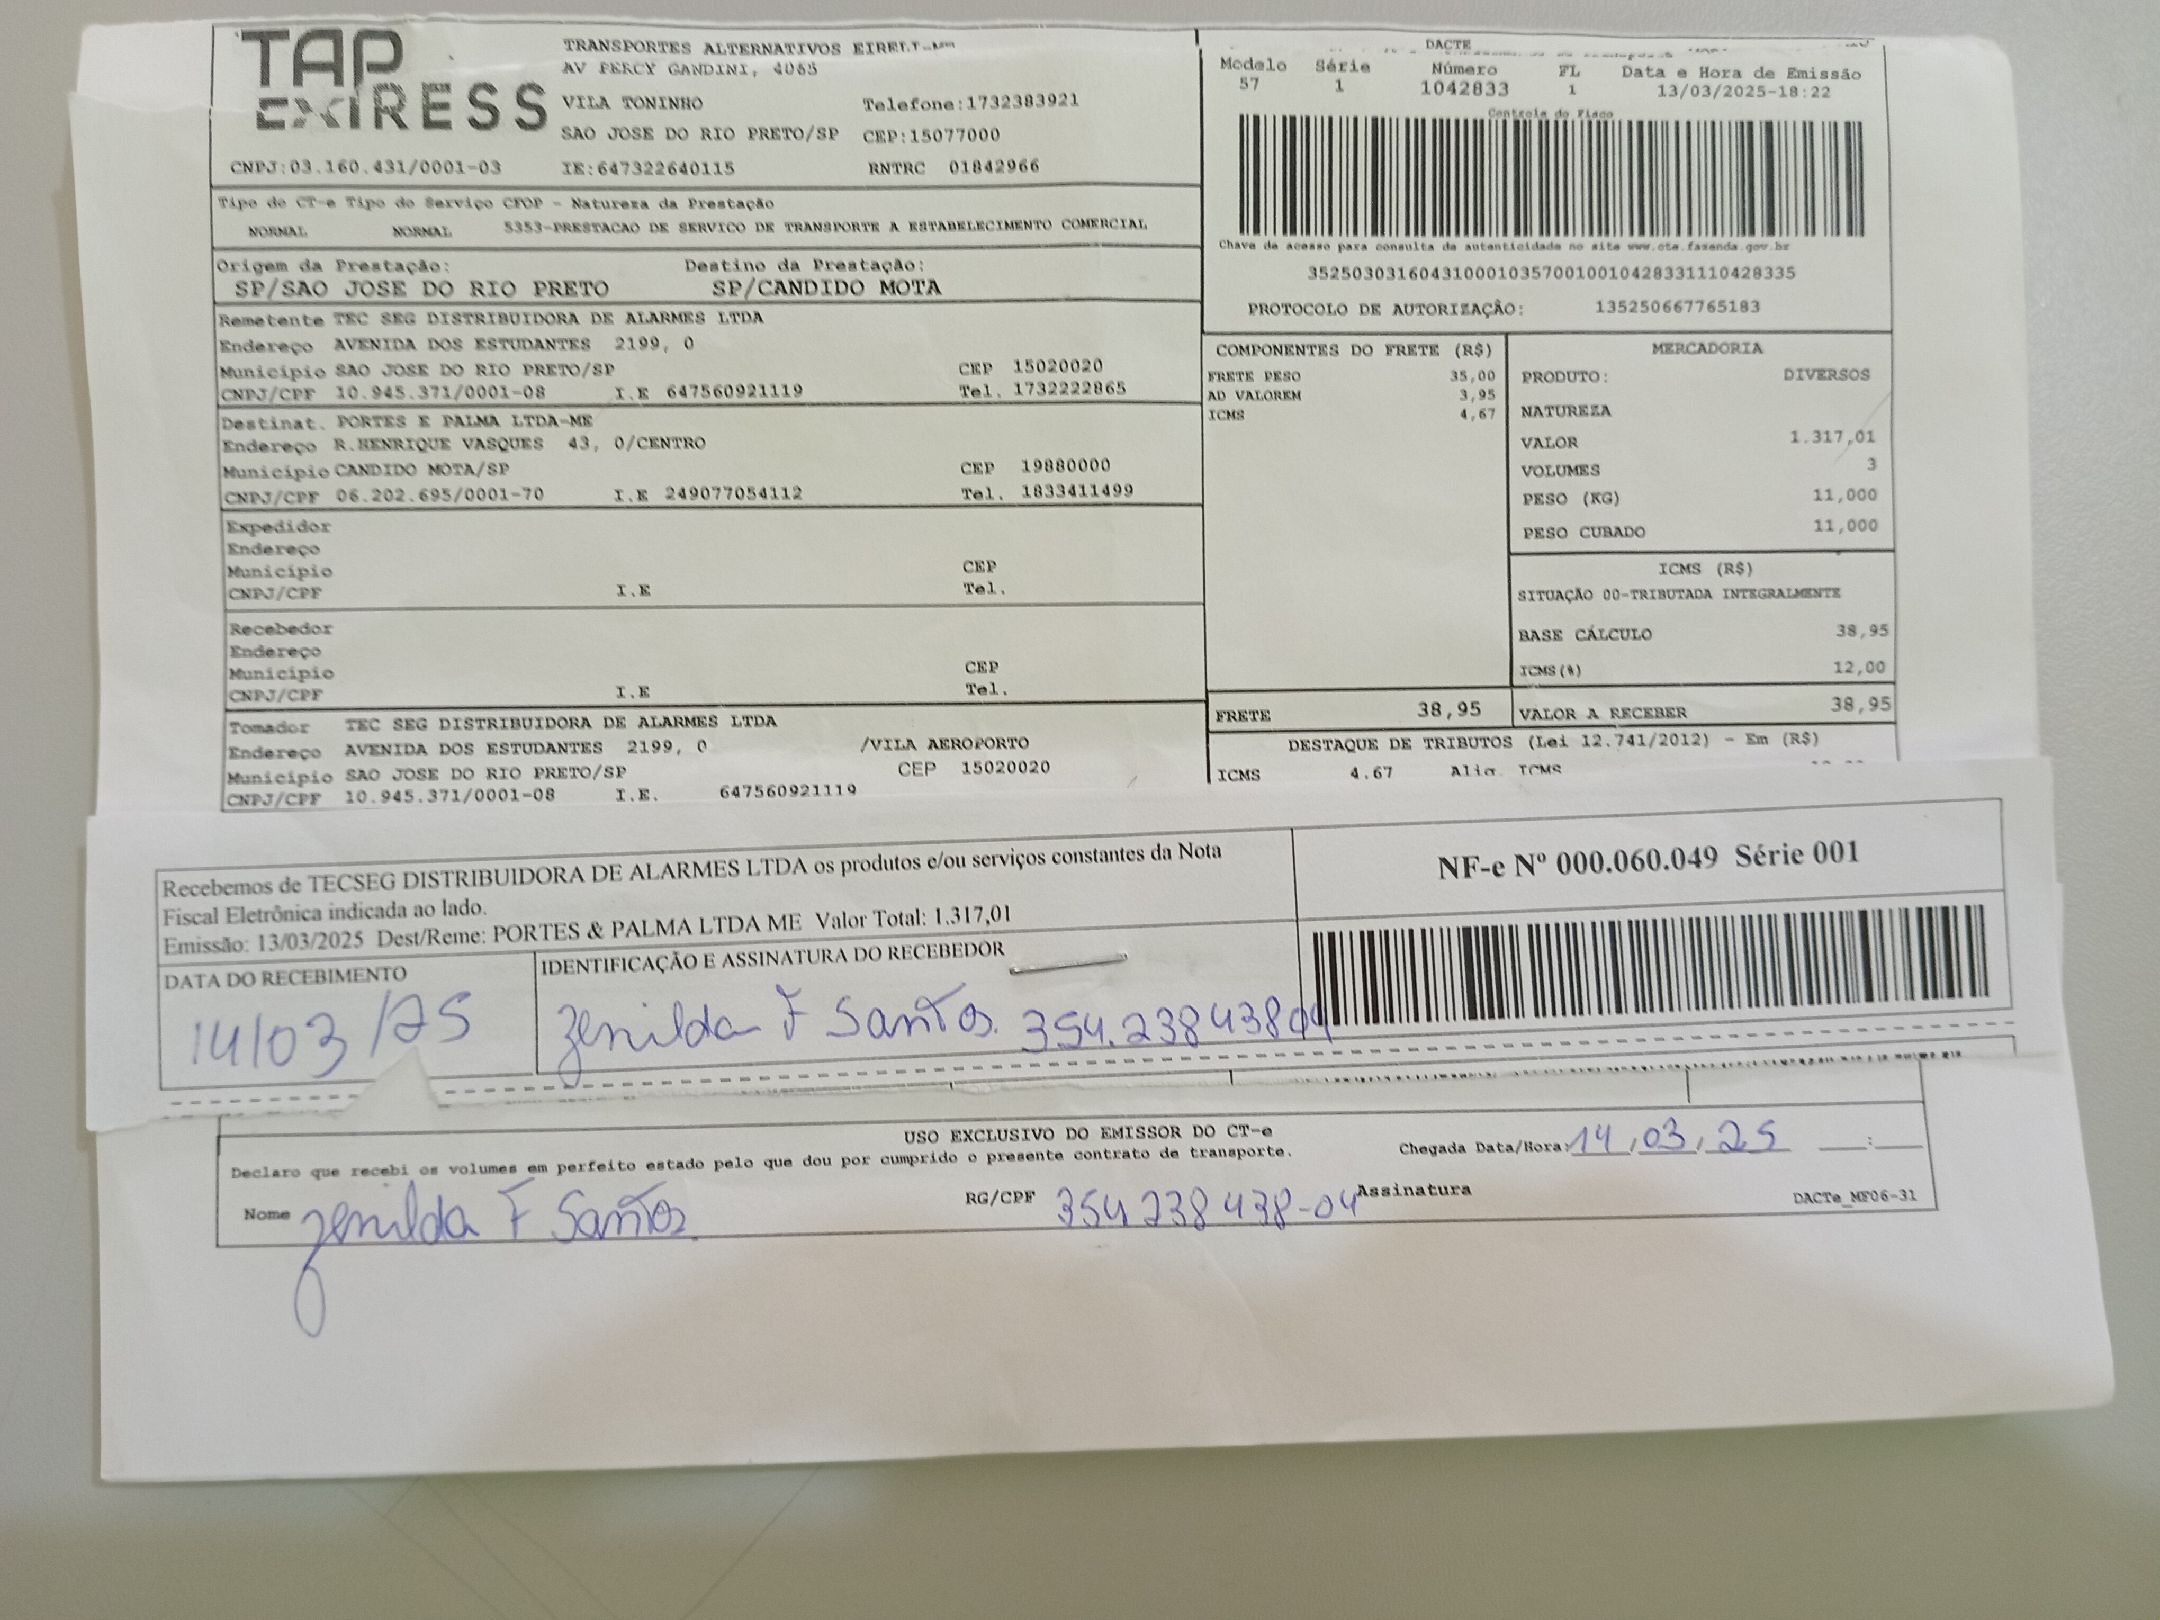 TAP
EXPRESS
TRANSPORTES ALTERNATIVOS EIRELI-ME
AV PERCY GANDINI, 4065
VILA TONINHO Telefone:1732383921
SAO JOSE DO RIO PRETO/SP CEP:15077000
CNPJ:03.160.431/0001-03 IE:647322640115 RNTRC 01842966
DACTE
Modelo Série Número FL Data e Hora de Emissão
57 1 1042833 1 13/03/2025-18:22
Controle do Fisco
Chave de acesso para consulta de autenticidade no site www.cte.fazenda.gov.br
35250303160431000103570010010428331110428335
PROTOCOLO DE AUTORIZAÇÃO: 135250667765183
Tipo do CT-e Tipo do Serviço CFOP - Natureza da Prestação
NORMAL NORMAL 5353-PRESTACAO DE SERVICO DE TRANSPORTE A ESTABELECIMENTO COMERCIAL
Origem da Prestação: Destino da Prestação:
SP/SAO JOSE DO RIO PRETO SP/CANDIDO MOTA
Remetente TEC SEG DISTRIBUIDORA DE ALARMES LTDA
Endereço AVENIDA DOS ESTUDANTES 2199, 0
Município SAO JOSE DO RIO PRETO/SP CEP 15020020
CNPJ/CPF 10.945.371/0001-08 I.E 647560921119 Tel. 1732222865
Destinat. PORTES E PALMA LTDA-ME
Endereço R.HENRIQUE VASQUES 43, 0/CENTRO
Município CANDIDO MOTA/SP CEP 19880000
CNPJ/CPF 06.202.695/0001-70 I.E 249077054112 Tel. 1833411499
Expedidor
Endereço
Município CEP
CNPJ/CPF I.E Tel.
Recebedor
Endereço
Município CEP
CNPJ/CPF I.E Tel.
Tomador TEC SEG DISTRIBUIDORA DE ALARMES LTDA
Endereço AVENIDA DOS ESTUDANTES 2199, 0 /VILA AEROPORTO
Município SAO JOSE DO RIO PRETO/SP CEP 15020020
CNPJ/CPF 10.945.371/0001-08 I.E. 647560921119
COMPONENTES DO FRETE (R$)
FRETE PESO 35,00
AD VALOREM 3,95
ICMS 4,67
MERCADORIA
PRODUTO: DIVERSOS
NATUREZA
VALOR 1.317,01
VOLUMES 3
PESO (KG) 11,000
PESO CUBADO 11,000
ICMS (R$)
SITUAÇÃO 00-TRIBUTADA INTEGRALMENTE
BASE CÁLCULO 38,95
ICMS(%) 12,00
FRETE 38,95 VALOR A RECEBER 38,95
DESTAQUE DE TRIBUTOS (Lei 12.741/2012) - Em (R$)
ICMS 4.67 Aliq. ICMS
Recebemos de TECSEG DISTRIBUIDORA DE ALARMES LTDA os produtos e/ou serviços constantes da Nota
Fiscal Eletrônica indicada ao lado.
Emissão: 13/03/2025 Dest/Reme: PORTES & PALMA LTDA ME Valor Total: 1.317,01
NF-e Nº 000.060.049 Série 001
DATA DO RECEBIMENTO IDENTIFICAÇÃO E ASSINATURA DO RECEBEDOR
14/03/25 Zenilda F Santos. 354.23843804
USO EXCLUSIVO DO EMISSOR DO CT-e
Declaro que recebi os volumes em perfeito estado pelo que dou por cumprido o presente contrato de transporte.
Chegada Data/Hora: 14,03,25 :
Nome Zenilda F Santos. RG/CPF 354 238 438-04 Assinatura
DACTe_MF06-31